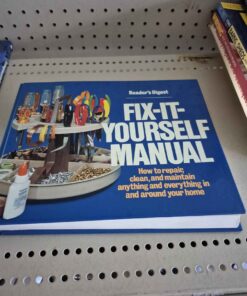 Reader's Digest
FIX-IT-
YOURSELF
MANUAL
How to repair,
clean, and maintain
anything and everything in
and around your home